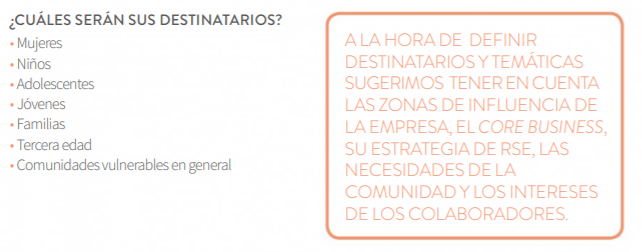 ¿CUÁLES SERÁN SUS DESTINATARIOS?
• Mujeres
• Niños
• Adolescentes
• Jóvenes
• Familias
• Tercera edad
• Comunidades vulnerables en general
A LA HORA DE DEFINIR
DESTINATARIOS Y TEMÁTICAS
SUGERIMOS TENER EN CUENTA
LAS ZONAS DE INFLUENCIA DE
LA EMPRESA, EL CORE BUSINESS,
SU ESTRATEGIA DE RSE, LAS
NECESIDADES DE LA
COMUNIDAD Y LOS INTERESES
DE LOS COLABORADORES.